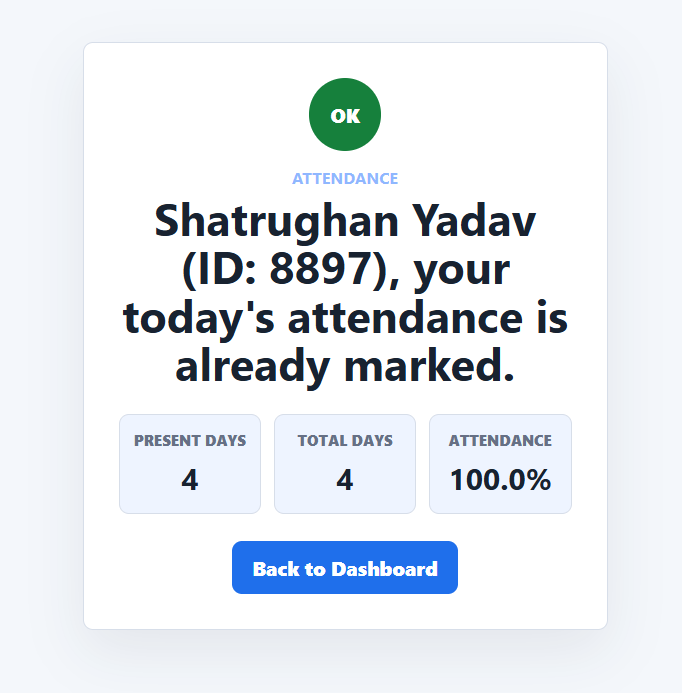 OK
ATTENDANCE
Shatrughan Yadav
(ID: 8897), your
today's attendance is
already marked.
PRESENT DAYS
4
TOTAL DAYS
4
ATTENDANCE
100.0%
Back to Dashboard